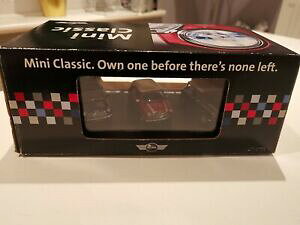 Mini
Classic
Mini Classic. Own one before there's none left.